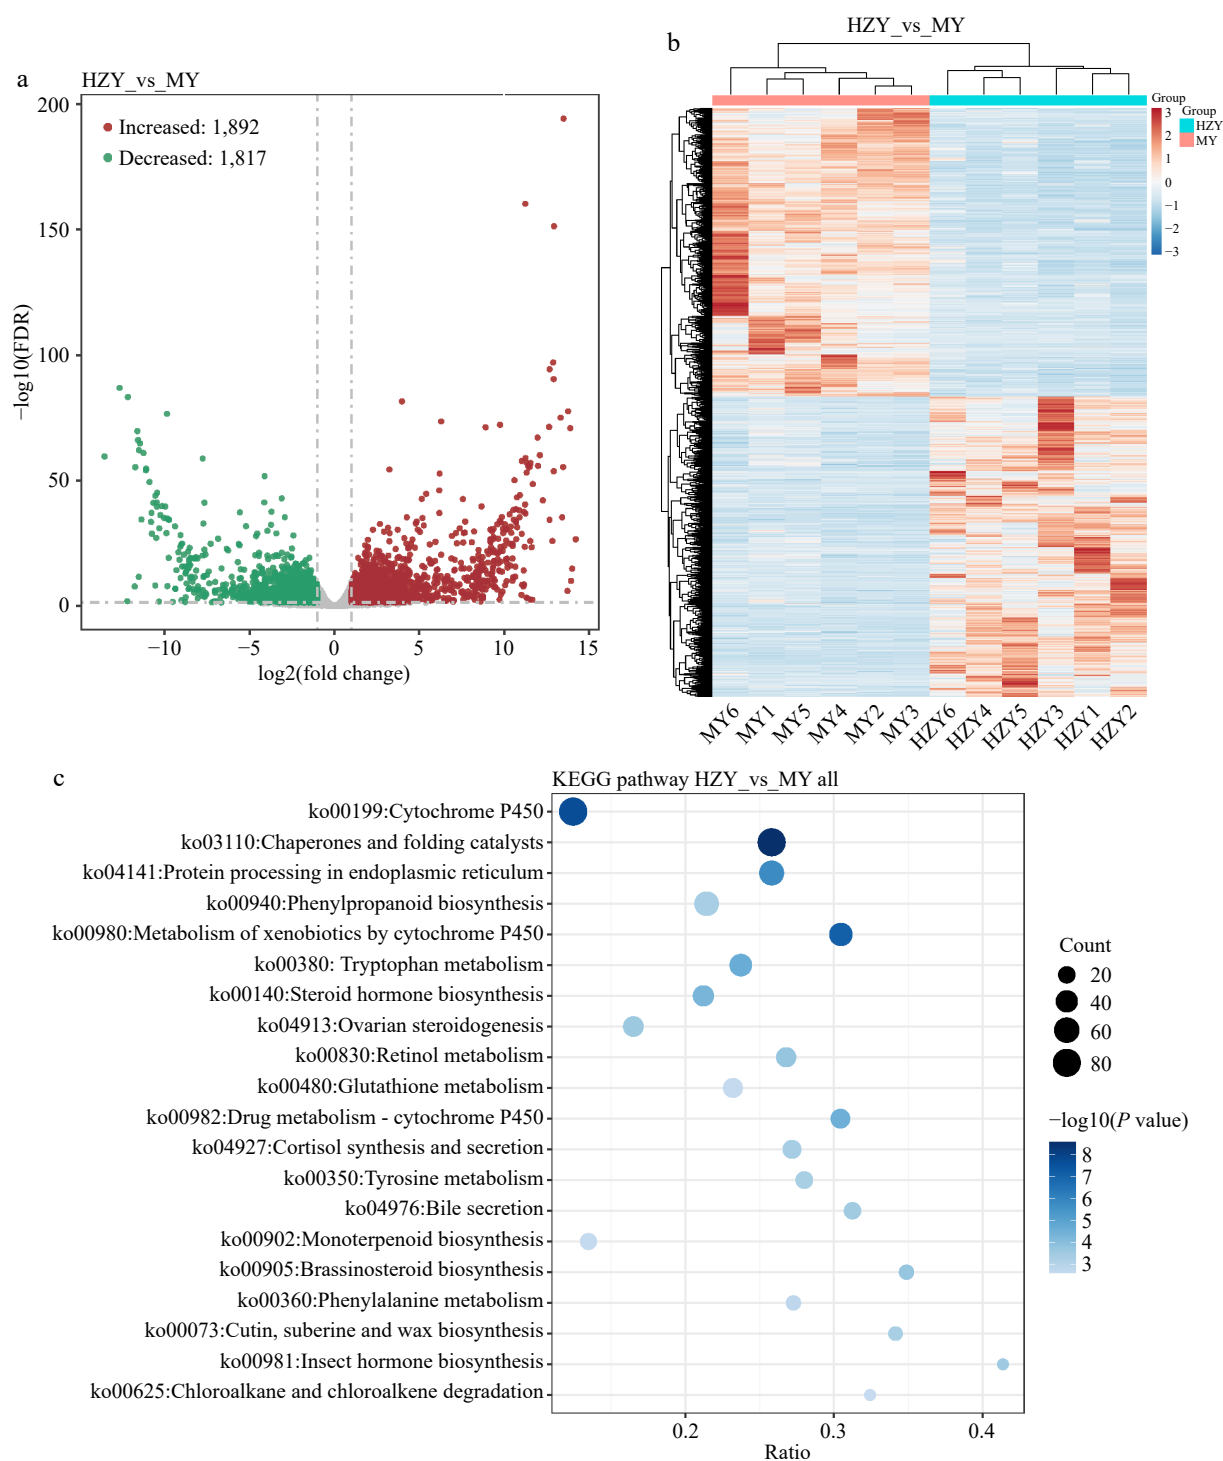 a
HZY_vs_MY
Increased: 1,892
Decreased: 1,817
200
150
100
50
0
−log10(FDR)
−10
−5
0
5
10
15
log2(fold change)
b
HZY_vs_MY
Group
3
2
1
0
−1
−2
−3
Group
HZY
MY
MY6
MY1
MY5
MY4
MY2
MY3
HZY6
HZY4
HZY5
HZY3
HZY1
HZY2
c
KEGG pathway HZY_vs_MY all
ko00199:Cytochrome P450
ko03110:Chaperones and folding catalysts
ko04141:Protein processing in endoplasmic reticulum
ko00940:Phenylpropanoid biosynthesis
ko00980:Metabolism of xenobiotics by cytochrome P450
ko00380: Tryptophan metabolism
ko00140:Steroid hormone biosynthesis
ko04913:Ovarian steroidogenesis
ko00830:Retinol metabolism
ko00480:Glutathione metabolism
ko00982:Drug metabolism - cytochrome P450
ko04927:Cortisol synthesis and secretion
ko00350:Tyrosine metabolism
ko04976:Bile secretion
ko00902:Monoterpenoid biosynthesis
ko00905:Brassinosteroid biosynthesis
ko00360:Phenylalanine metabolism
ko00073:Cutin, suberine and wax biosynthesis
ko00981:Insect hormone biosynthesis
ko00625:Chloroalkane and chloroalkene degradation
0.2
0.3
0.4
Ratio
Count
20
40
60
80
−log10(P value)
8
7
6
5
4
3